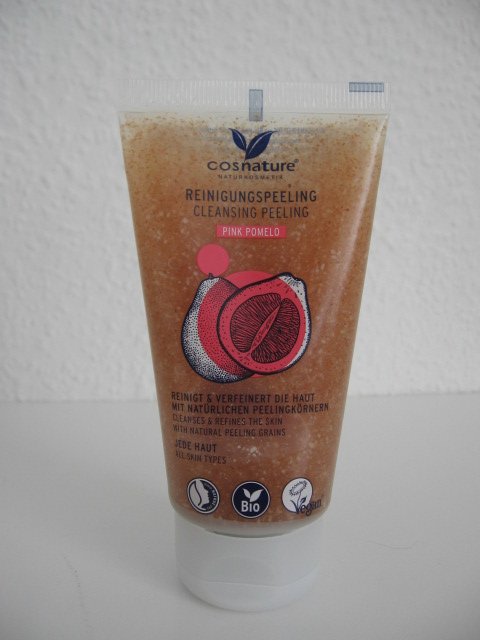 cosnature®
NATURKOSMETIK
REINIGUNGSPEELING
CLEANSING PEELING
PINK POMELO
REINIGT & VERFEINERT DIE HAUT
MIT NATÜRLICHEN PEELINGKÖRNERN
CLEANSES & REFINES THE SKIN
WITH NATURAL PEELING GRAINS
JEDE HAUT
ALL SKIN TYPES
Bio
Vegan